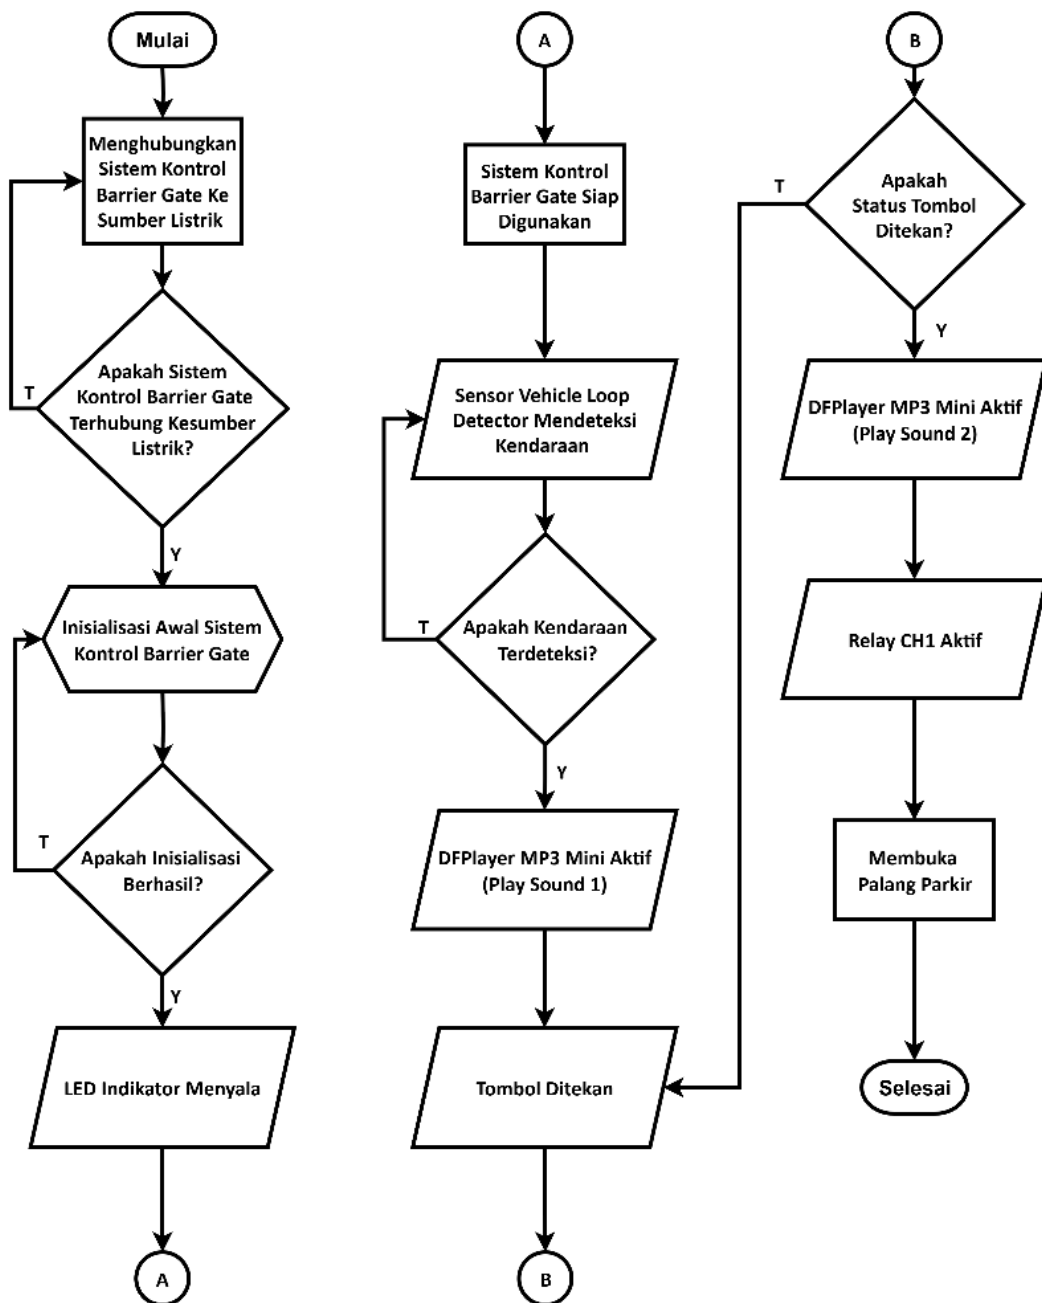 Mulai
Menghubungkan
Sistem Kontrol
Barrier Gate Ke
Sumber Listrik
Apakah Sistem
Kontrol Barrier Gate
Terhubung Kesumber
Listrik?
T
Y
Inisialisasi Awal Sistem
Kontrol Barrier Gate
T
Apakah Inisialisasi
Berhasil?
Y
LED Indikator Menyala
A
A
Sistem Kontrol
Barrier Gate Siap
Digunakan
Sensor Vehicle Loop
Detector Mendeteksi
Kendaraan
T
Apakah Kendaraan
Terdeteksi?
Y
DFPlayer MP3 Mini Aktif
(Play Sound 1)
Tombol Ditekan
B
B
T
Apakah
Status Tombol
Ditekan?
Y
DFPlayer MP3 Mini Aktif
(Play Sound 2)
Relay CH1 Aktif
Membuka
Palang Parkir
Selesai